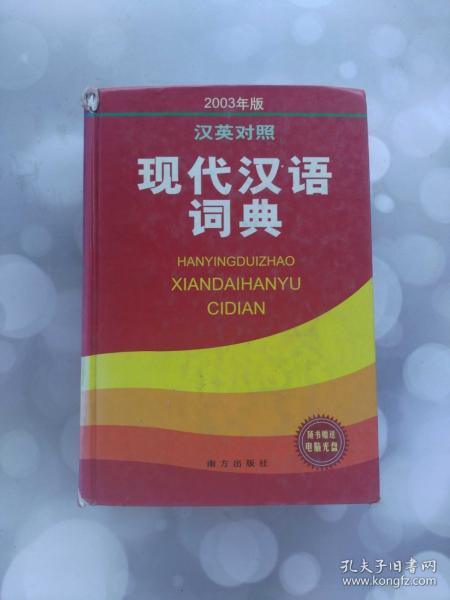 2003年版
汉英对照
现代汉语
词典
HANYINGDUIZHAO
XIANDAIHANYU
CIDIAN
随书赠送
电脑光盘
南方出版社
孔夫子旧书网
www.kongfz.com